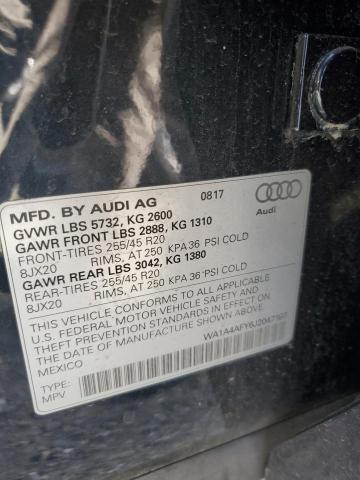 MFD. BY AUDI AG 0817
Audi
GVWR LBS 5732, KG 2600
GAWR FRONT LBS 2888, KG 1310
FRONT-TIRES 255/45 R20
8JX20 RIMS, AT 250 KPA 36 PSI COLD
GAWR REAR LBS 3042, KG 1380
REAR-TIRES 255/45 R20
8JX20 RIMS, AT 250 KPA 36 PSI COLD
THIS VEHICLE CONFORMS TO ALL APPLICABLE
U.S. FEDERAL MOTOR VEHICLE SAFETY AND
THEFT PREVENTION STANDARDS IN EFFECT ON
THE DATE OF MANUFACTURE SHOWN ABOVE.
MEXICO
TYPE:
MPV